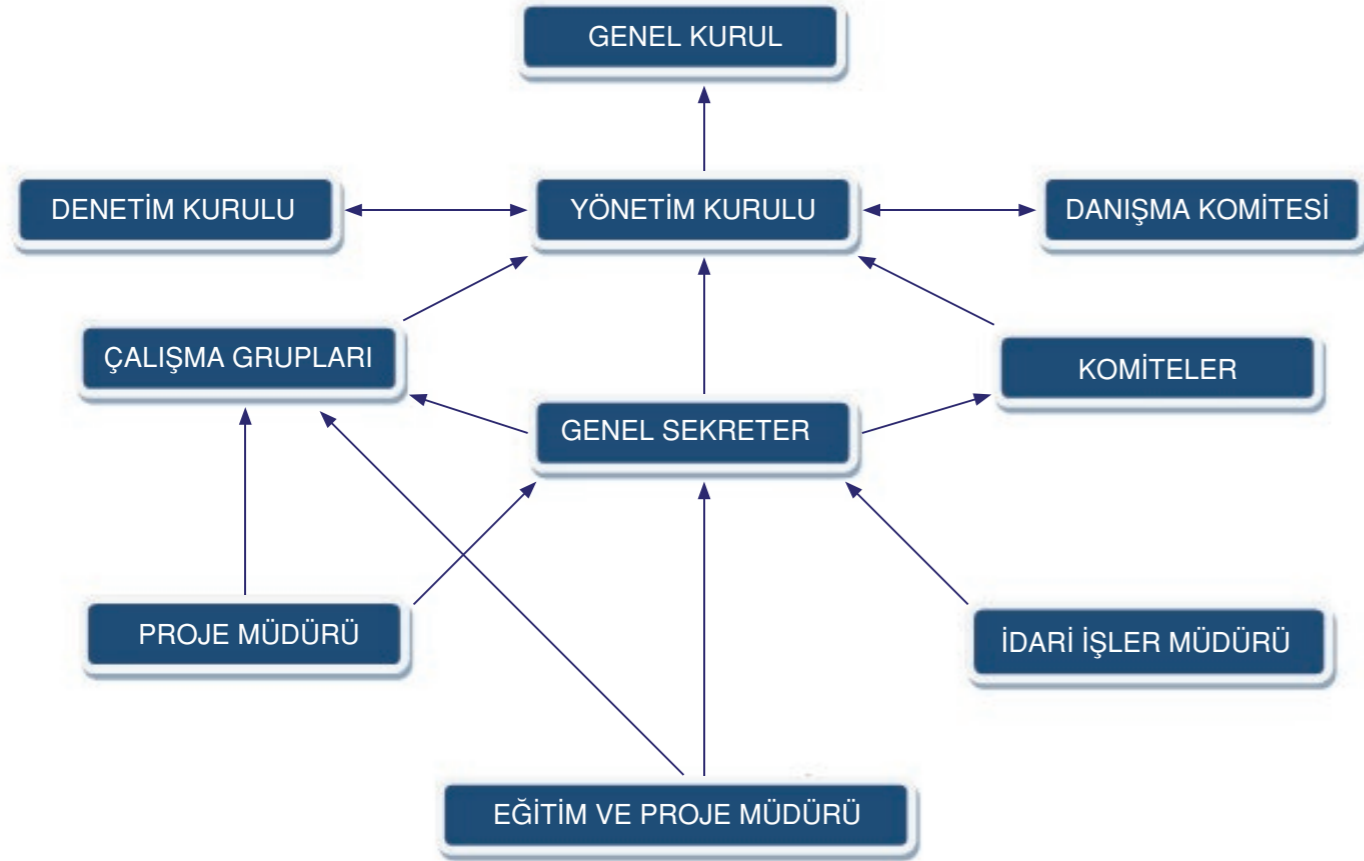 GENEL KURUL
DENETİM KURULU
YÖNETİM KURULU
DANIŞMA KOMİTESİ
ÇALIŞMA GRUPLARI
KOMİTELER
GENEL SEKRETER
PROJE MÜDÜRÜ
İDARİ İŞLER MÜDÜRÜ
EĞİTİM VE PROJE MÜDÜRÜ